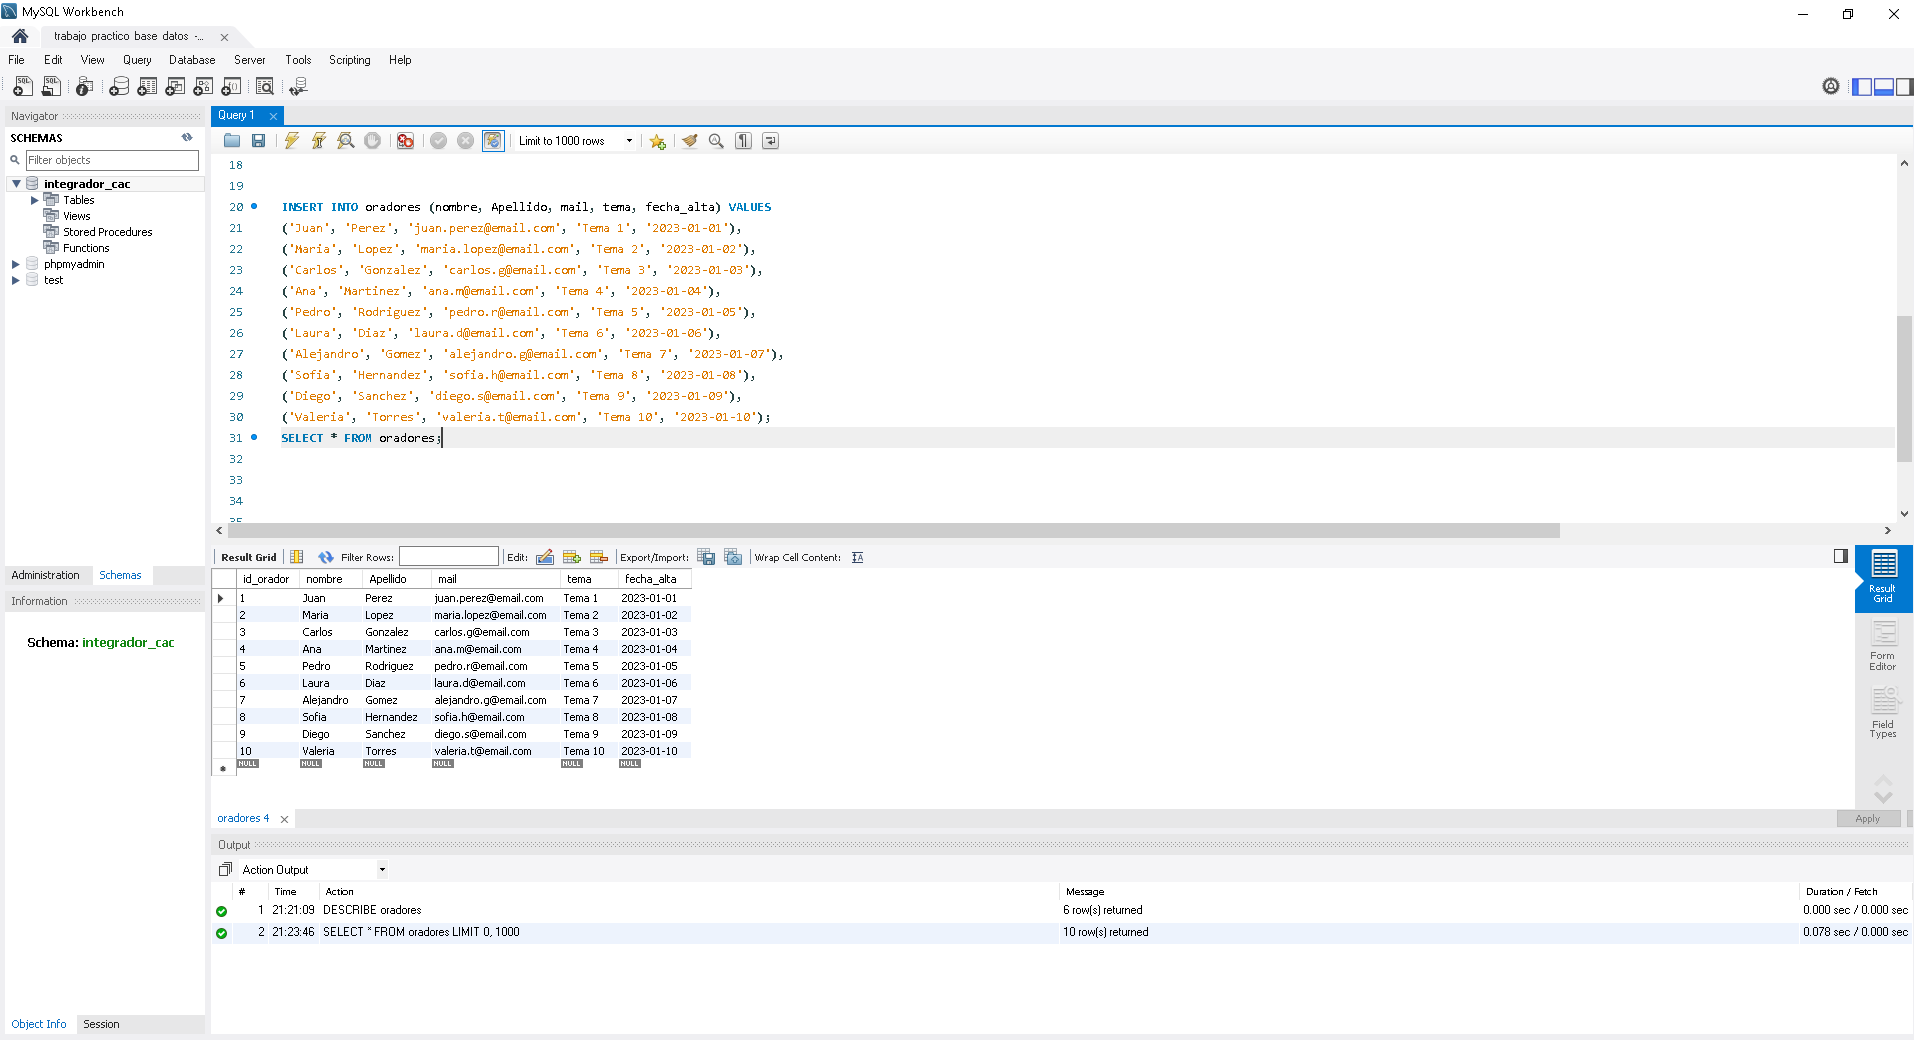 MySQL Workbench
trabajo practico base datos -...
File Edit View Query Database Server Tools Scripting Help
Navigator
SCHEMAS
Filter objects
integrador_cac
Tables
Views
Stored Procedures
Functions
phpmyadmin
test
Administration Schemas
Information
Schema: integrador_cac
Object Info Session
Query 1
Limit to 1000 rows
18
19
20 INSERT INTO oradores (nombre, Apellido, mail, tema, fecha_alta) VALUES
21 ('Juan', 'Perez', 'juan.perez@email.com', 'Tema 1', '2023-01-01'),
22 ('Maria', 'Lopez', 'maria.lopez@email.com', 'Tema 2', '2023-01-02'),
23 ('Carlos', 'Gonzalez', 'carlos.g@email.com', 'Tema 3', '2023-01-03'),
24 ('Ana', 'Martinez', 'ana.m@email.com', 'Tema 4', '2023-01-04'),
25 ('Pedro', 'Rodriguez', 'pedro.r@email.com', 'Tema 5', '2023-01-05'),
26 ('Laura', 'Diaz', 'laura.d@email.com', 'Tema 6', '2023-01-06'),
27 ('Alejandro', 'Gomez', 'alejandro.g@email.com', 'Tema 7', '2023-01-07'),
28 ('Sofia', 'Hernandez', 'sofia.h@email.com', 'Tema 8', '2023-01-08'),
29 ('Diego', 'Sanchez', 'diego.s@email.com', 'Tema 9', '2023-01-09'),
30 ('Valeria', 'Torres', 'valeria.t@email.com', 'Tema 10', '2023-01-10');
31 SELECT * FROM oradores;
32
33
34
35
Result Grid Filter Rows: Edit: Export/Import: Wrap Cell Content:
id_orador nombre Apellido mail tema fecha_alta
1 Juan Perez juan.perez@email.com Tema 1 2023-01-01
2 Maria Lopez maria.lopez@email.com Tema 2 2023-01-02
3 Carlos Gonzalez carlos.g@email.com Tema 3 2023-01-03
4 Ana Martinez ana.m@email.com Tema 4 2023-01-04
5 Pedro Rodriguez pedro.r@email.com Tema 5 2023-01-05
6 Laura Diaz laura.d@email.com Tema 6 2023-01-06
7 Alejandro Gomez alejandro.g@email.com Tema 7 2023-01-07
8 Sofia Hernandez sofia.h@email.com Tema 8 2023-01-08
9 Diego Sanchez diego.s@email.com Tema 9 2023-01-09
10 Valeria Torres valeria.t@email.com Tema 10 2023-01-10
NULL NULL NULL NULL NULL NULL
Result
Grid
Form
Editor
Field
Types
oradores 4
Apply
Output
Action Output
# Time Action Message Duration / Fetch
1 21:21:09 DESCRIBE oradores 6 row(s) returned 0.000 sec / 0.000 sec
2 21:23:46 SELECT * FROM oradores LIMIT 0, 1000 10 row(s) returned 0.078 sec / 0.000 sec